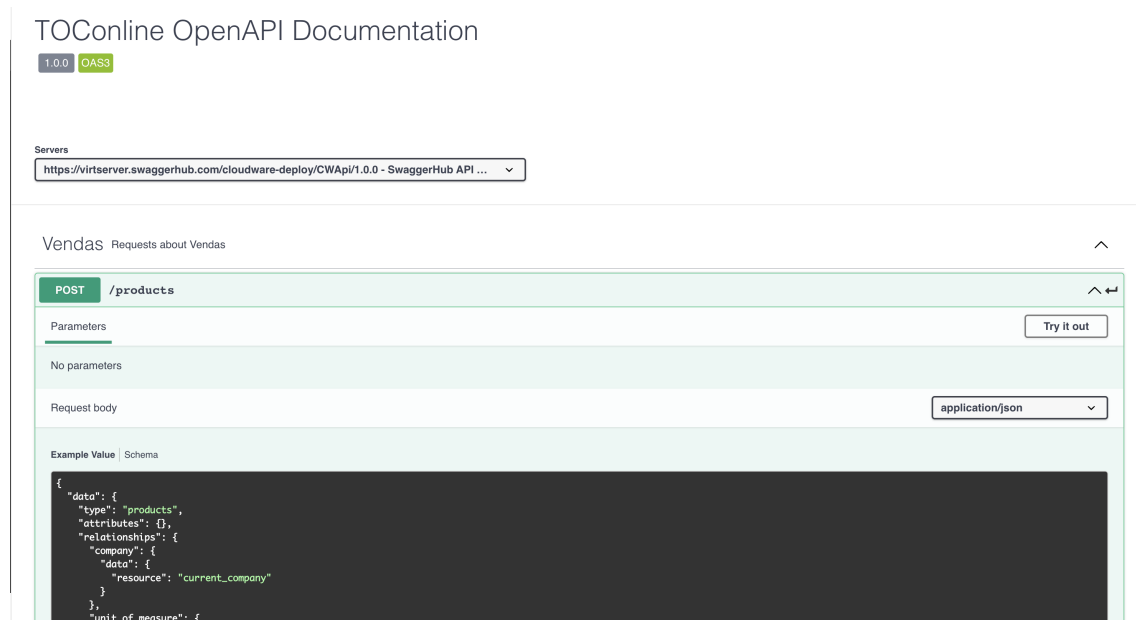 TOConline OpenAPI Documentation
1.0.0 OAS3
Servers
https://virtserver.swaggerhub.com/cloudware-deploy/CWApi/1.0.0 - SwaggerHub API ...
Vendas Requests about Vendas
POST /products
Parameters Try it out
No parameters
Request body application/json
Example Value Schema
{
"data": {
"type": "products",
"attributes": {},
"relationships": {
"company": {
"data": {
"resource": "current_company"
}
},
"unit_of_measure": {